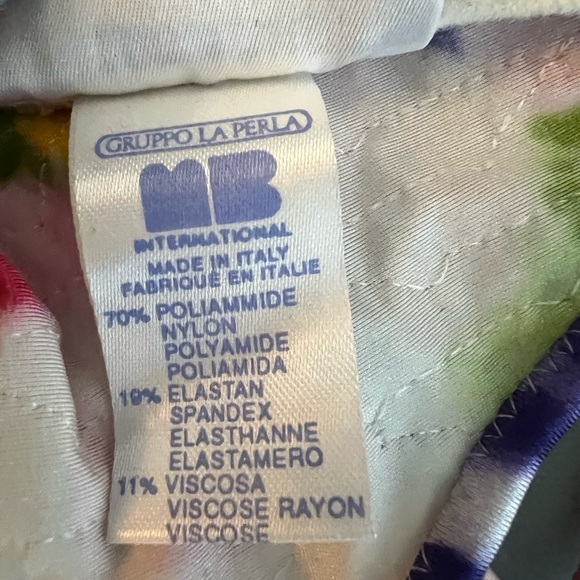 GRUPPO LA PERLA
MB
INTERNATIONAL
MADE IN ITALY
FABRIQUÉ EN ITALIE
70% POLIAMMIDE
NYLON
POLYAMIDE
POLIAMIDA
19% ELASTAN
SPANDEX
ELASTHANNE
ELASTAMERO
11% VISCOSA
VISCOSE RAYON
VISCOSE